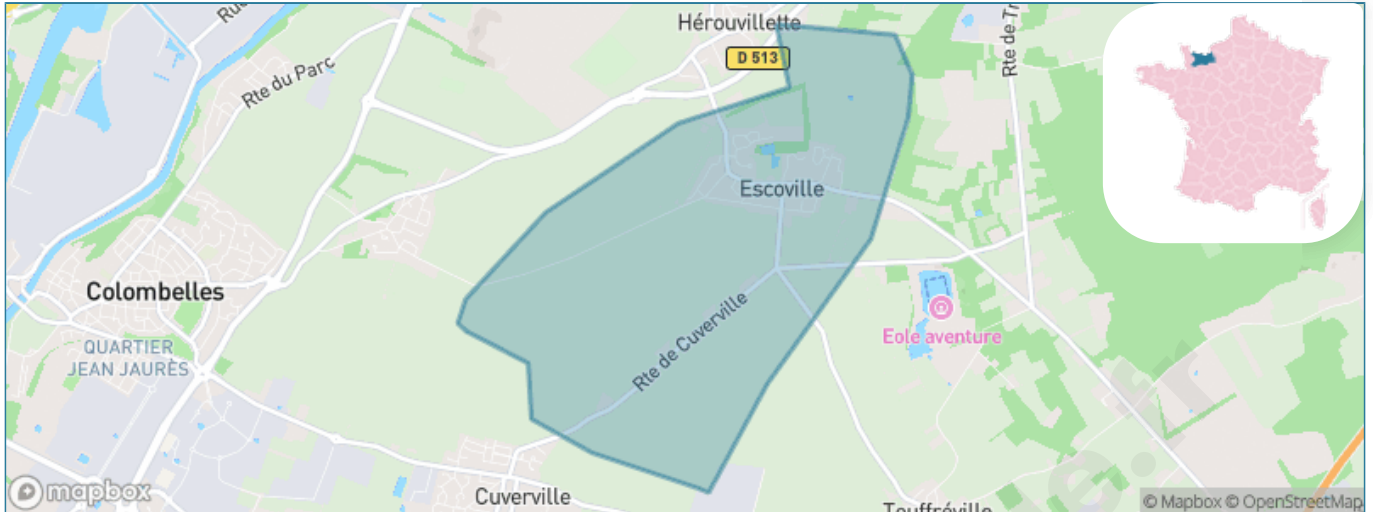 Hérouvillette
D 513
Rte du Parc
Escoville
Colombelles
QUARTIER
JEAN JAURÈS
Rte de Cuverville
Eole aventure
Cuverville
Touffréville
mapbox
© Mapbox © OpenStreetMap